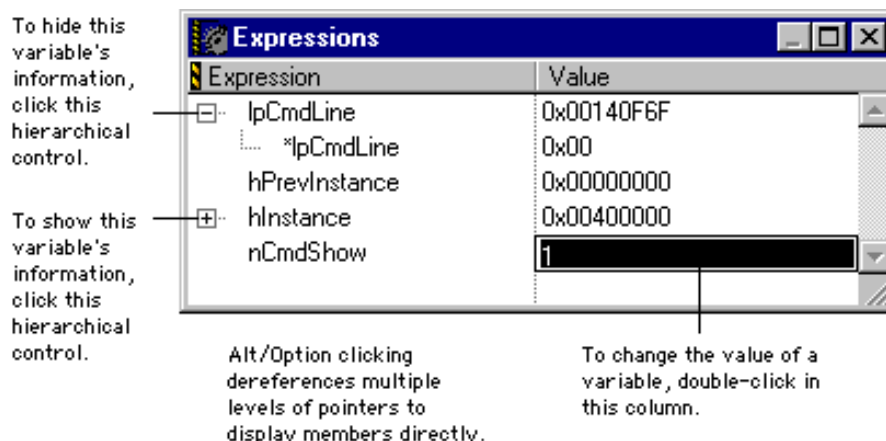 To hide this
variable's
information,
click this
hierarchical
control.
To show this
variable's
information,
click this
hierarchical
control.
Expressions
Expression Value
lpCmdLine 0x00140F6F
*lpCmdLine 0x00
hPrevInstance 0x00000000
hInstance 0x00400000
nCmdShow 1
Alt/Option clicking
dereferences multiple
levels of pointers to
display members directly.
To change the value of a
variable, double-click in
this column.